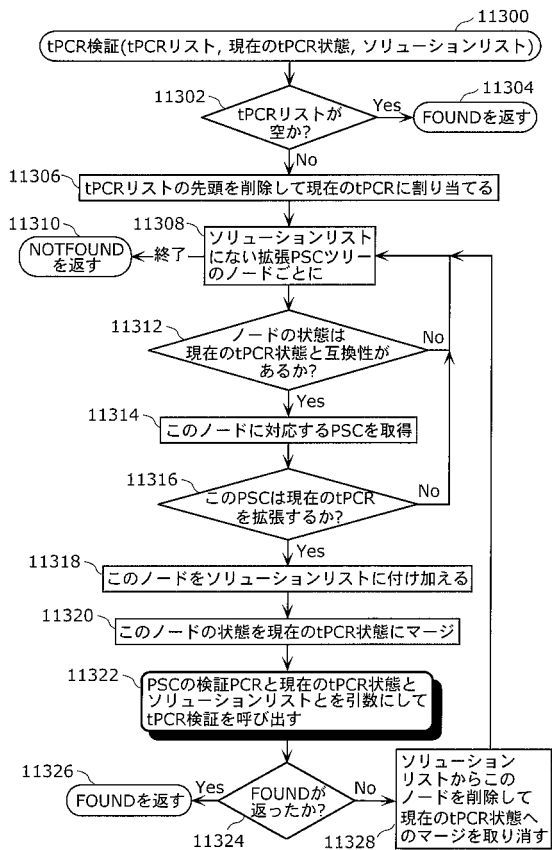 11300
tPCR検証(tPCRリスト, 現在のtPCR状態, ソリューションリスト)
11302
tPCRリストが
空か?
Yes
11304
FOUNDを返す
No
11306
tPCRリストの先頭を削除して現在のtPCRに割り当てる
11310
NOTFOUND
を返す
終了
11308
ソリューションリスト
にない拡張PSCツリー
のノードごとに
11312
ノードの状態は
現在のtPCR状態と互換性が
あるか?
No
Yes
11314
このノードに対応するPSCを取得
11316
このPSCは現在のtPCR
を拡張するか?
No
Yes
11318
このノードをソリューションリストに付け加える
11320
このノードの状態を現在のtPCR状態にマージ
11322
PSCの検証PCRと現在のtPCR状態と
ソリューションリストとを引数にして
tPCR検証を呼び出す
11326
FOUNDを返す
Yes
FOUNDが
返ったか?
11324
No
ソリューション
リストからこの
ノードを削除して
現在のtPCR状態へ
のマージを取り消す
11328